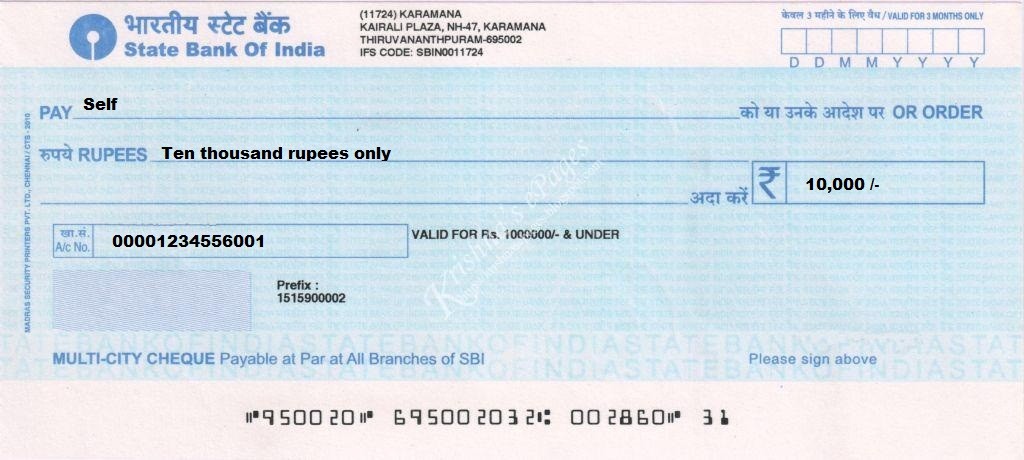 भारतीय स्टेट बैंक
State Bank Of India
(11724) KARAMANA
KAIRALI PLAZA, NH-47, KARAMANA
THIRUVANANTHPURAM-695002
IFS CODE: SBIN0011724
केवल 3 महीने के लिए वैध / VALID FOR 3 MONTHS ONLY
D D M M Y Y Y Y
PAY Self को या उनके आदेश पर OR ORDER
रुपये RUPEES Ten thousand rupees only
अदा करें ₹ 10,000 /-
खा.सं.
A/c No. 00001234556001
VALID FOR Rs. 1000000/- & UNDER
Prefix :
1515900002
MULTI-CITY CHEQUE Payable at Par at All Branches of SBI
Please sign above
⑈950020⑈ 695002032⑆ 002860⑈ 31
MADRAS SECURITY PRINTERS PVT. LTD., CHENNAI / CTS - 2010
Krishna's ePages
STATEBANKOFINDIASTATEBANKOFINDIASTATEBANKOFINDIA